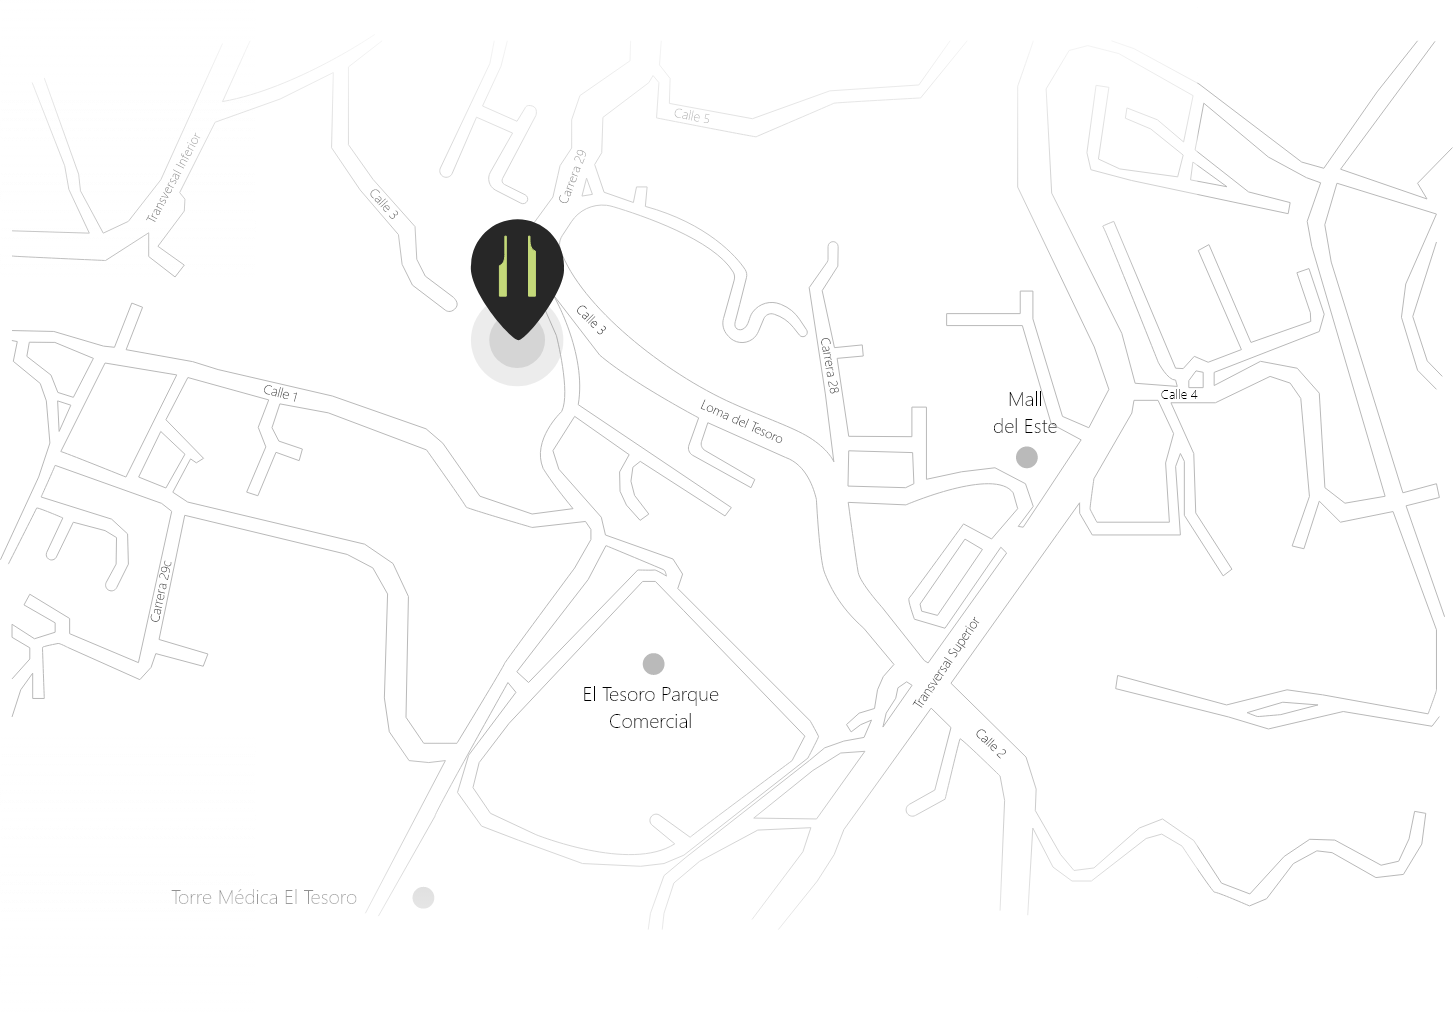 Calle 5
Transversal Inferior
Carrera 29
Calle 3
Calle 3
Carrera 28
Calle 1
Mall
del Este
Calle 4
Loma del Tesoro
Carrera 29c
Transversal Superior
El Tesoro Parque
Comercial
Calle 2
Torre Médica El Tesoro